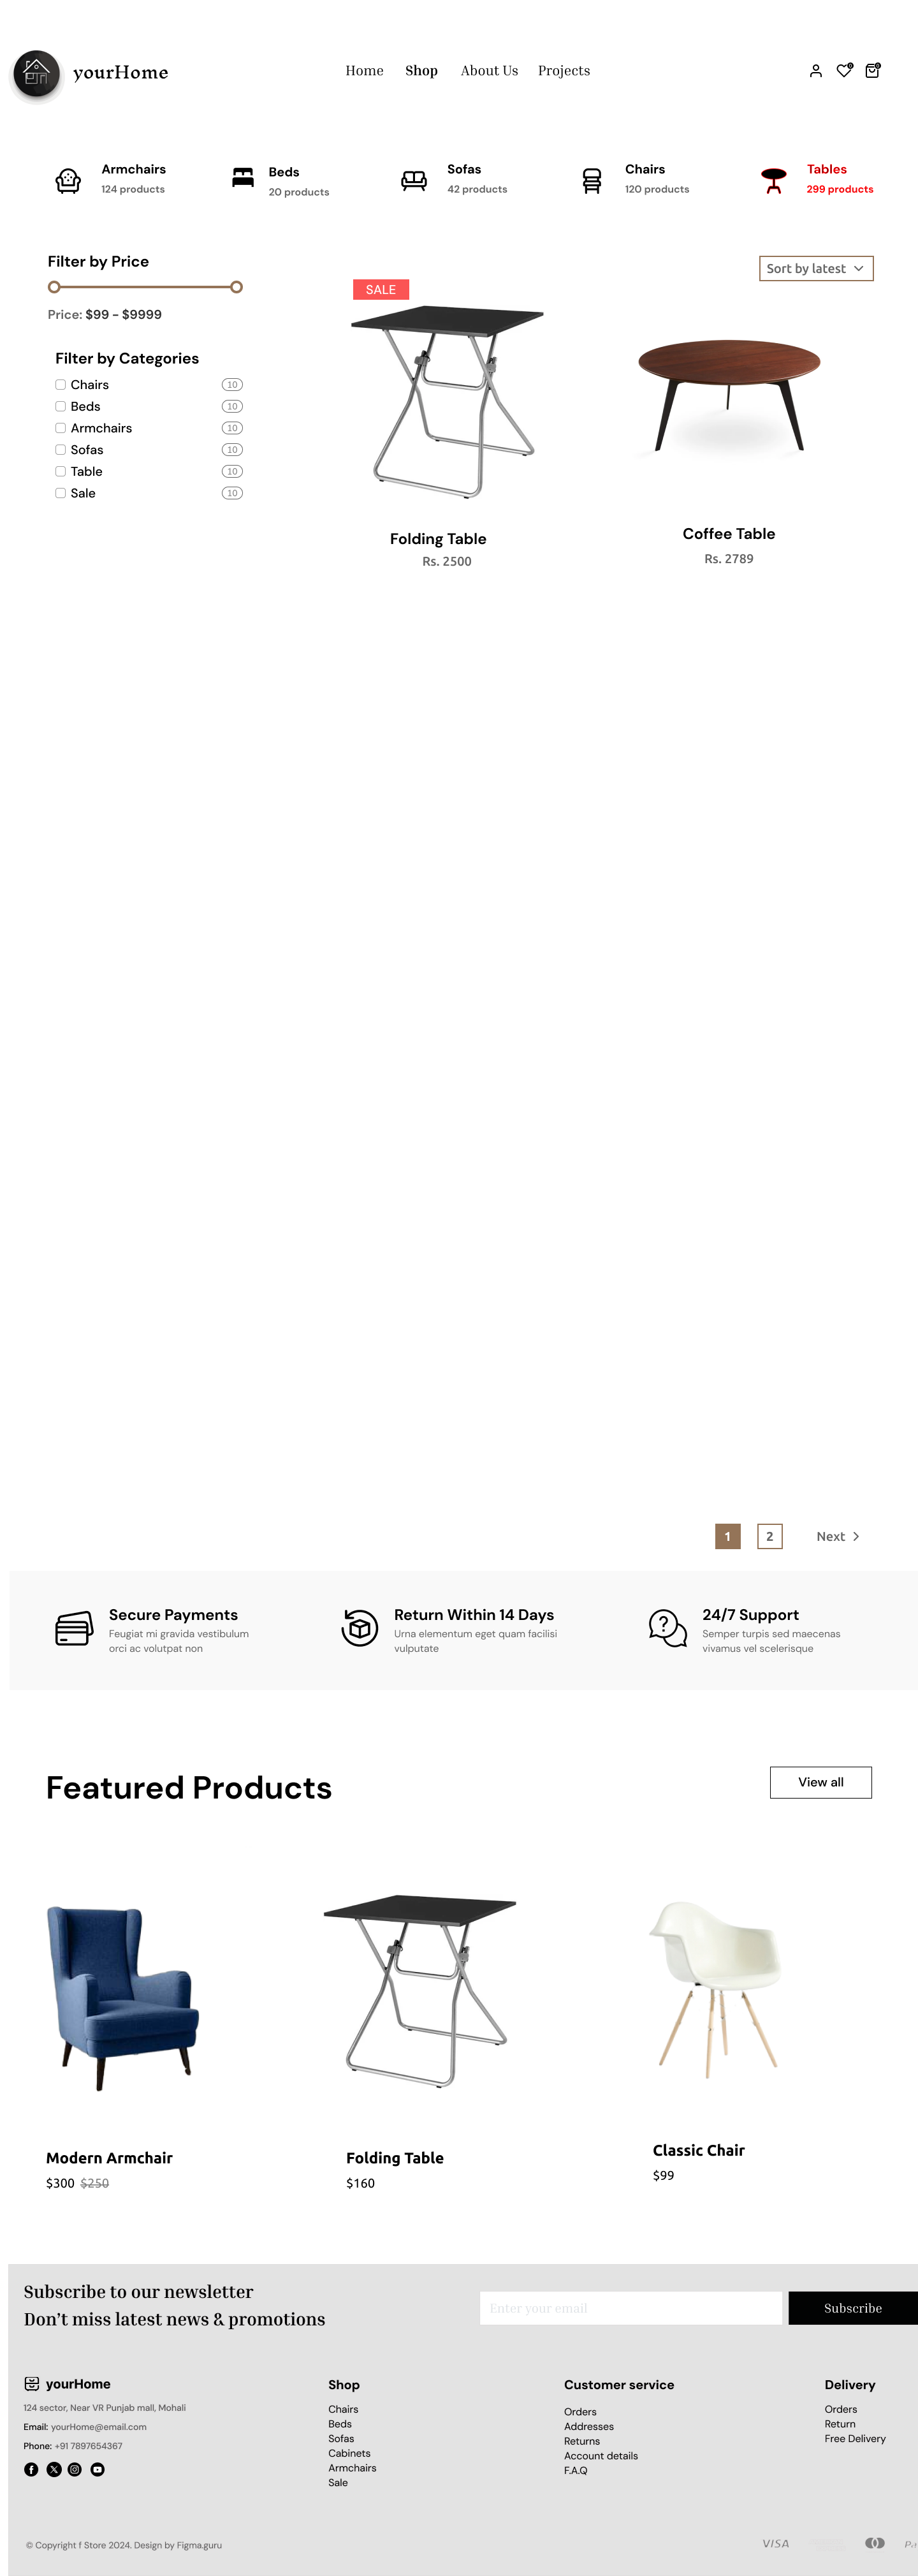 yourHome
Home Shop About Us Projects
0 0
Armchairs
124 products
Beds
20 products
Sofas
42 products
Chairs
120 products
Tables
299 products
Filter by Price
Price: $99 - $9999
Filter by Categories
Chairs 10
Beds 10
Armchairs 10
Sofas 10
Table 10
Sale 10
Sort by latest
SALE
Folding Table
Rs. 2500
Coffee Table
Rs. 2789
1 2 Next
Secure Payments
Feugiat mi gravida vestibulum
orci ac volutpat non
Return Within 14 Days
Urna elementum eget quam facilisi
vulputate
24/7 Support
Semper turpis sed maecenas
vivamus vel scelerisque
Featured Products
View all
Modern Armchair
$300 $250
Folding Table
$160
Classic Chair
$99
Subscribe to our newsletter
Don’t miss latest news & promotions
Enter your email
Subscribe
yourHome
124 sector, Near VR Punjab mall, Mohali
Email: yourHome@email.com
Phone: +91 7897654367
Shop
Chairs
Beds
Sofas
Cabinets
Armchairs
Sale
Customer service
Orders
Addresses
Returns
Account details
F.A.Q
Delivery
Orders
Return
Free Delivery
© Copyright f Store 2024. Design by Figma.guru
VISA